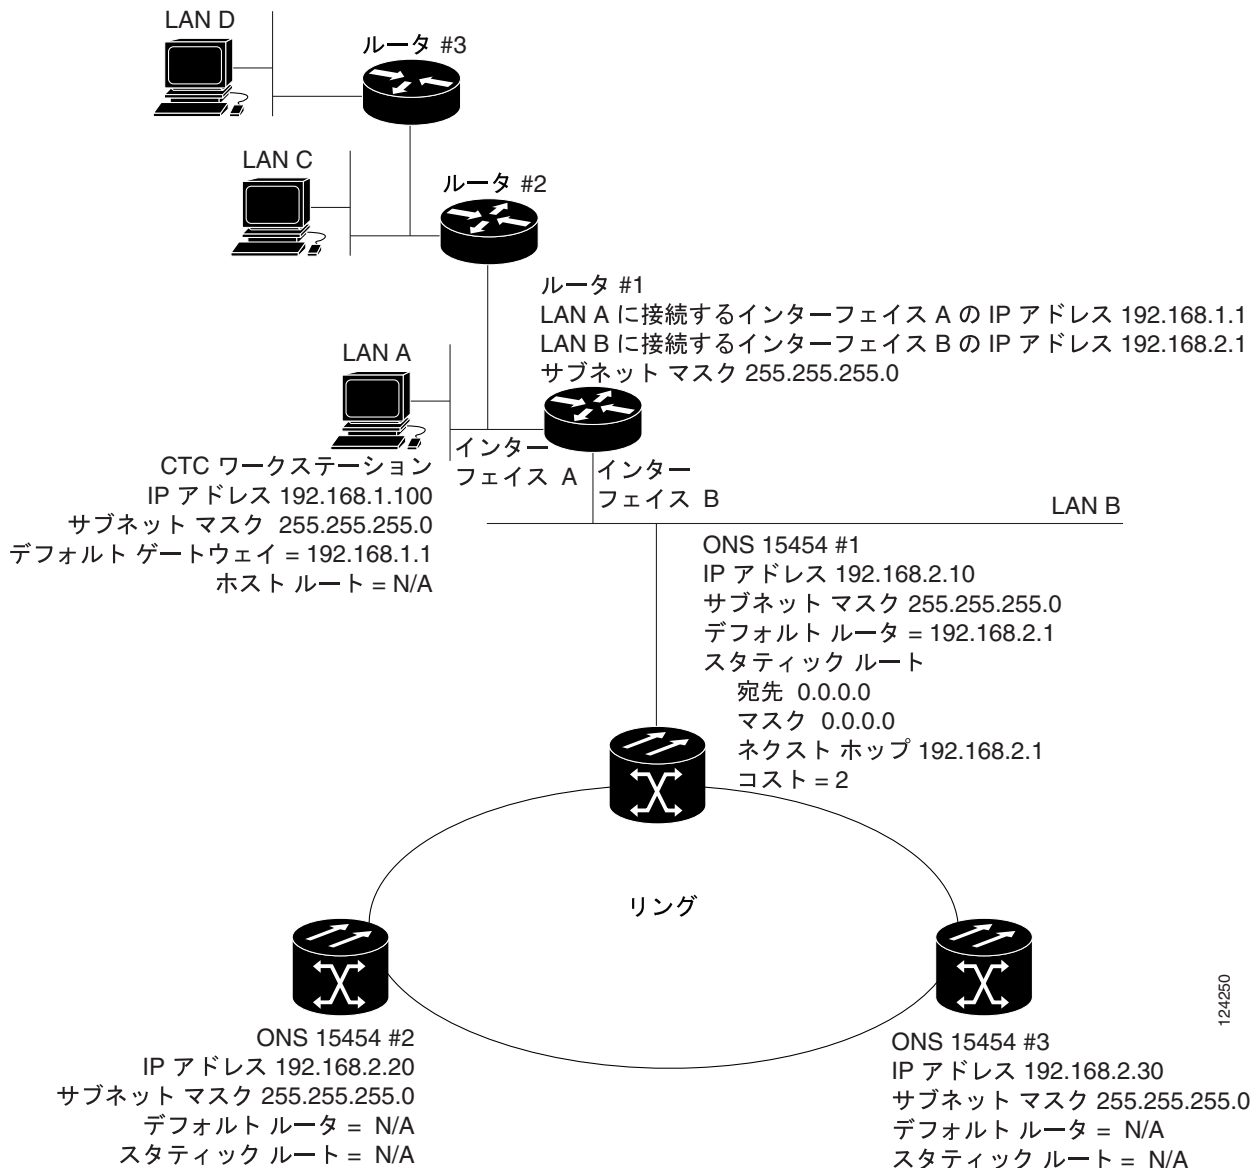 LAN D
ルータ #3
LAN C
ルータ #2
ルータ #1
LAN A に接続するインターフェイス A の IP アドレス 192.168.1.1
LAN B に接続するインターフェイス B の IP アドレス 192.168.2.1
サブネット マスク 255.255.255.0
LAN A
インター
フェイス A
インター
フェイス B
CTC ワークステーション
IP アドレス 192.168.1.100
サブネット マスク 255.255.255.0
デフォルト ゲートウェイ = 192.168.1.1
ホスト ルート = N/A
LAN B
ONS 15454 #1
IP アドレス 192.168.2.10
サブネット マスク 255.255.255.0
デフォルト ルータ = 192.168.2.1
スタティック ルート
宛先 0.0.0.0
マスク 0.0.0.0
ネクスト ホップ 192.168.2.1
コスト = 2
リング
ONS 15454 #2
IP アドレス 192.168.2.20
サブネット マスク 255.255.255.0
デフォルト ルータ = N/A
スタティック ルート = N/A
ONS 15454 #3
IP アドレス 192.168.2.30
サブネット マスク 255.255.255.0
デフォルト ルータ = N/A
スタティック ルート = N/A
124250